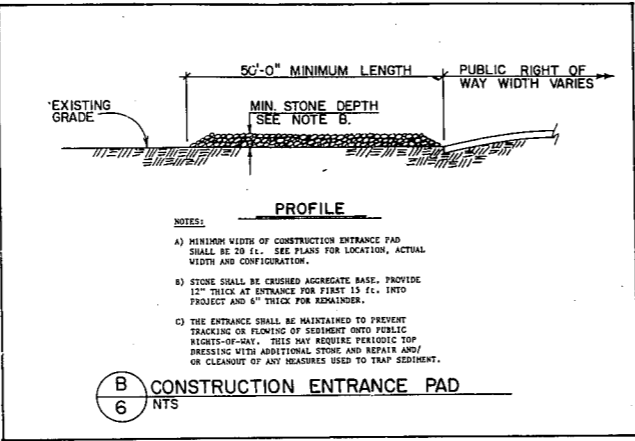 50'-0" MINIMUM LENGTH
PUBLIC RIGHT OF
WAY WIDTH VARIES
EXISTING
GRADE
MIN. STONE DEPTH
SEE NOTE B.
PROFILE
NOTES:
A) MINIMUM WIDTH OF CONSTRUCTION ENTRANCE PAD
SHALL BE 20 ft. SEE PLANS FOR LOCATION, ACTUAL
WIDTH AND CONFIGURATION.
B) STONE SHALL BE CRUSHED AGGREGATE BASE. PROVIDE
12" THICK AT ENTRANCE FOR FIRST 15 ft. INTO
PROJECT AND 6" THICK FOR REMAINDER.
C) THE ENTRANCE SHALL BE MAINTAINED TO PREVENT
TRACKING OR FLOWING OF SEDIMENT ONTO PUBLIC
RIGHTS-OF-WAY. THIS MAY REQUIRE PERIODIC TOP
DRESSING WITH ADDITIONAL STONE AND REPAIR AND/
OR CLEANOUT OF ANY MEASURES USED TO TRAP SEDIMENT.
B
6
CONSTRUCTION ENTRANCE PAD
NTS